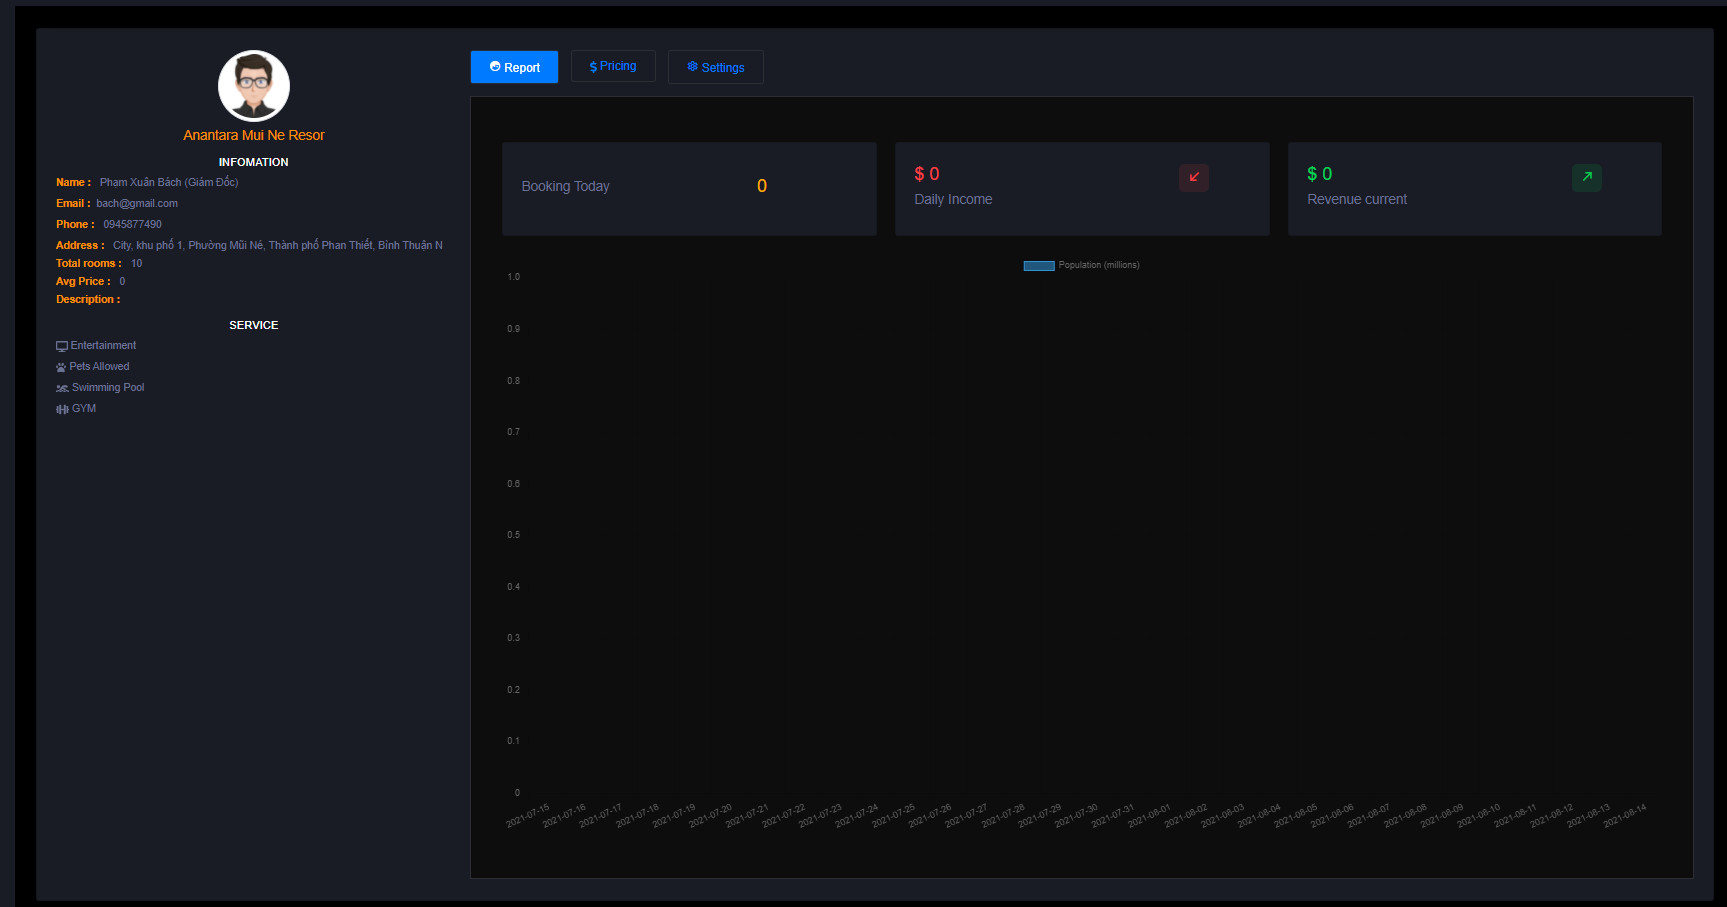 Anantara Mui Ne Resor
INFOMATION
Name : Phạm Xuân Bách (Giám Đốc)
Email : bach@gmail.com
Phone : 0945877490
Address : City, khu phố 1, Phường Mũi Né, Thành phố Phan Thiết, Bình Thuận N
Total rooms : 10
Avg Price : 0
Description :
SERVICE
Entertainment
Pets Allowed
Swimming Pool
GYM
Report
$ Pricing
Settings
Booking Today 0
$ 0
Daily Income
$ 0
Revenue current
Population (millions)
1.0
0.9
0.8
0.7
0.6
0.5
0.4
0.3
0.2
0.1
0
2021-07-15
2021-07-16
2021-07-17
2021-07-18
2021-07-19
2021-07-20
2021-07-21
2021-07-22
2021-07-23
2021-07-24
2021-07-25
2021-07-26
2021-07-27
2021-07-28
2021-07-29
2021-07-30
2021-07-31
2021-08-01
2021-08-02
2021-08-03
2021-08-04
2021-08-05
2021-08-06
2021-08-07
2021-08-08
2021-08-09
2021-08-10
2021-08-11
2021-08-12
2021-08-13
2021-08-14